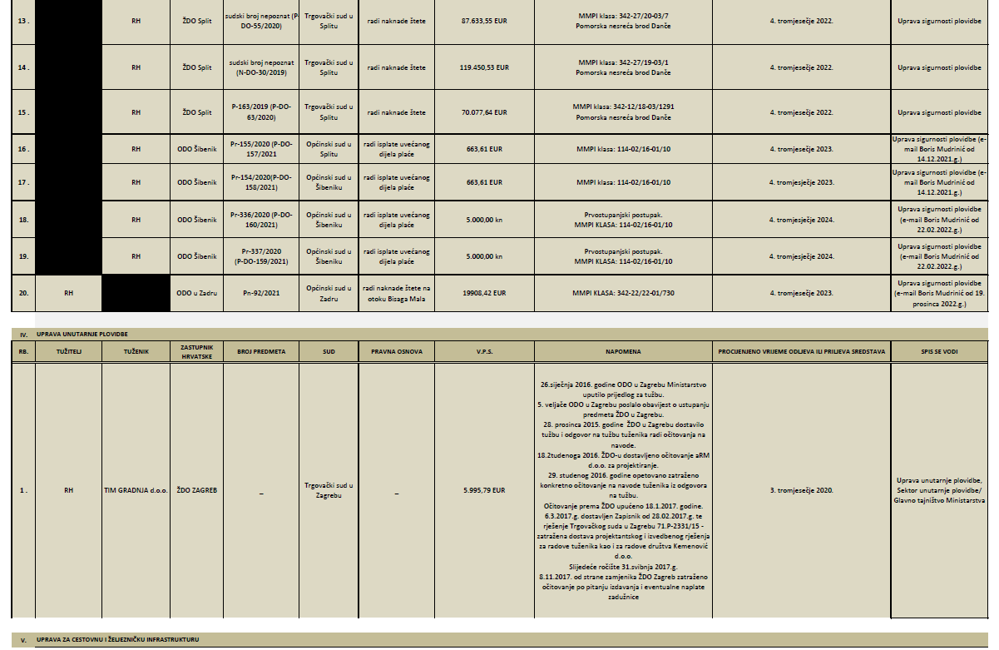 13 .
RH
ŽDO Split
sudski broj nepoznat (P-
DO-55/2020)
Trgovački sud u
Splitu
radi naknade štete
87.633,55 EUR
MMPI klasa: 342-27/20-03/7
Pomorska nesreća brod Danče
4. tromjesečje 2022.
Uprava sigurnosti plovidbe
14 .
RH
ŽDO Split
sudski broj nepoznat
(N-DO-30/2019)
Trgovački sud u
Splitu
radi naknade štete
119.450,53 EUR
MMPI klasa: 342-27/19-03/1
Pomorska nesreća brod Danče
4. tromjesečje 2022.
Uprava sigurnosti plovidbe
15 .
RH
ŽDO Split
P-163/2019 (P-DO-
63/2020)
Trgovački sud u
Splitu
radi naknade štete
70.077,64 EUR
MMPI klasa: 342-12/18-03/1291
Pomorska nesreća brod Danče
4. tromjesečje 2022.
Uprava sigurnosti plovidbe
16 .
RH
ODO Šibenik
Pr-155/2020 (P-DO-
157/2021
Općinski sud u
Splitu
radi isplate uvećanog
dijela plaće
663,61 EUR
MMPI klasa: 114-02/16-01/10
4. tromjesečje 2023.
Uprava sigurnosti plovidbe (e-
mail Boris Mudrinić od
14.12.2021.g.)
17 .
RH
ODO Šibenik
Pr-154/2020(P-DO-
158/2021)
Općinski sud u
Šibeniku
radi isplate uvećanog
dijela plaće
663,61 EUR
MMPI klasa: 114-02/16-01/10
4. tromjesječje 2023.
Uprava sigurnosti plovidbe (e-
mail Boris Mudrinić od
14.12.2021.g.)
18.
RH
ODO Šibenik
Pr-336/2020 (P-DO-
160/2021)
Općinski sud u
Šibeniku
radi isplate uvećanog
dijela plaće
5.000,00 kn
Prvostupanjski postupak.
MMPI KLASA: 114-02/16-01/10
4. tromjesječje 2024.
Uprava sigurnosti plovidbe
(e-mail Boris Mudrinić od
22.02.2022.g.)
19.
RH
ODO Šibenik
Pr-337/2020
(P-DO-159/2021)
Općinski sud u
Šibeniku
radi isplate uvećanog
dijela plaće
5.000,00 kn
Prvostupanjski postupak.
MMPI KLASA: 114-02/16-01/10
4. tromjesječje 2024.
Uprava sigurnosti plovidbe
(e-mail Boris Mudrinić od
22.02.2022.g.)
20.
RH
ODO u Zadru
Pn-92/2021
Općinski sud u
Zadru
radi naknade štete na
otoku Bisaga Mala
19908,42 EUR
MMPI KLASA: 342-22/22-01/730
4. tromjesečje 2023.
Uprava sigurnosti plovidbe
(e-mail Boris Mudrinić od 19.
prosinca 2022.g.)
IV. UPRAVA UNUTARNJE PLOVIDBE
RB.
TUŽITELJ
TUŽENIK
ZASTUPNIK
HRVATSKE
BROJ PREDMETA
SUD
PRAVNA OSNOVA
V.P.S.
NAPOMENA
PROCIJENJENO VRIJEME ODLJEVA ILI PRILJEVA SREDSTAVA
SPIS SE VODI
1 .
RH
TIM GRADNJA d.o.o.
ŽDO ZAGREB
_
Trgovački sud u
Zagrebu
_
5.995,79 EUR
26.siječnja 2016. godine ODO u Zagrebu Ministarstvo
uputilo prijedlog za tužbu.
5. veljače ODO u Zagrebu poslalo obavijest o ustupanju
predmeta ŽDO u Zagrebu.
28. prosinca 2015. godine ŽDO u Zagrebu dostavilo
tužbu i odgovor na tužbu tuženika radi očitovanja na
navode.
18.2tudenoga 2016. ŽDO-u dostavljeno očitovanje aRM
d.o.o. za projektiranje.
29. studenog 2016. godine opetovano zatraženo
konkretno očitovanje na navode tuženika iz odgovora
na tužbu.
Očitovanje prema ŽDO upućeno 18.1.2017. godine.
6.3.2017.g. dostavljen Zapisnik od 28.02.2017.g. te
rješenje Trgovačkog suda u Zagrebu 71.P-2331/15 -
zatražena dostava projektantskog i izvedbenog rješenja
za radove tuženika kao i za radove društva Kemenović
d.o.o.
Slijedeće ročište 31.svibnja 2017.g.
8.11.2017. od strane zamjenika ŽDO Zagreb zatraženo
očitovanje po pitanju izdavanja i eventualne naplate
zadužnice
3. tromjesečje 2020.
Uprava unutarnje plovidbe,
Sektor unutarnje plovidbe/
Glavno tajništvo Ministarstva
V. UPRAVA ZA CESTOVNU I ŽELJEZNIČKU INFRASTRUKTURU